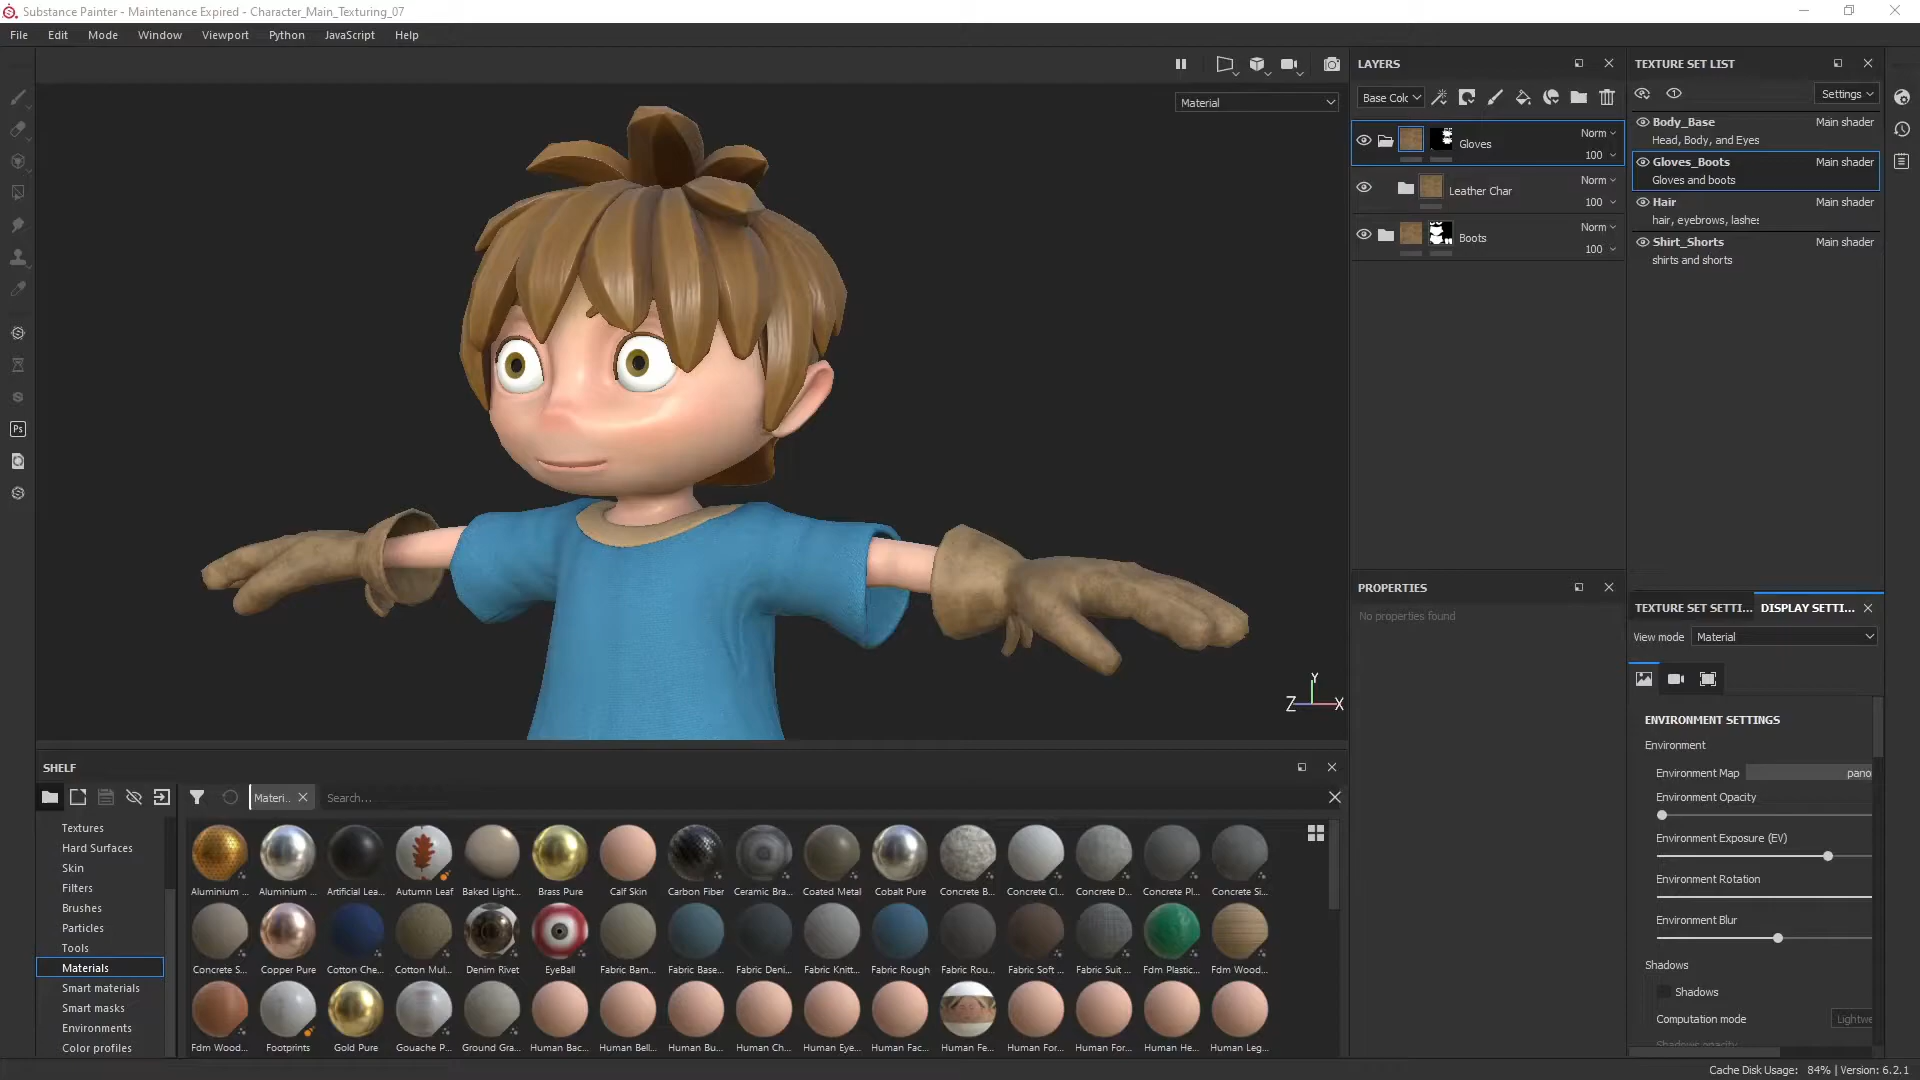 Substance Painter - Maintenance Expired - Character_Main_Texturing_07
File Edit Mode Window Viewport Python JavaScript Help
Material
LAYERS
Base Colc
Gloves
Norm
100
Leather Char
Norm
100
Boots
Norm
100
TEXTURE SET LIST
Settings
Body_Base Main shader
Head, Body, and Eyes
Gloves_Boots Main shader
Gloves and boots
Hair Main shader
hair, eyebrows, lashes
Shirt_Shorts Main shader
shirts and shorts
Y
Z X
PROPERTIES
No properties found
TEXTURE SET SETTI... DISPLAY SETTI...
View mode Material
ENVIRONMENT SETTINGS
Environment
Environment Map pano
Environment Opacity
Environment Exposure (EV)
Environment Rotation
Environment Blur
Shadows
Shadows
Computation mode Lightwe
Shadows opacity
SHELF
Materi... Search...
Textures
Hard Surfaces
Skin
Filters
Brushes
Particles
Tools
Materials
Smart materials
Smart masks
Environments
Color profiles
Ps
Aluminium ... Aluminium ... Artificial Lea... Autumn Leaf Baked Light... Brass Pure Calf Skin Carbon Fiber Ceramic Bra... Coated Metal Cobalt Pure Concrete B... Concrete Cl... Concrete D... Concrete Pl... Concrete Si...
Concrete S... Copper Pure Cotton Che... Cotton Mul... Denim Rivet EyeBall Fabric Bam... Fabric Base... Fabric Deni... Fabric Knitt... Fabric Rough Fabric Rou... Fabric Soft ... Fabric Suit ... Fdm Plastic... Fdm Wood...
Fdm Wood... Footprints Gold Pure Gouache P... Ground Gra... Human Bac... Human Bell... Human Bu... Human Ch... Human Eye... Human Fac... Human Fe... Human For... Human For... Human He... Human Leg...
Cache Disk Usage: 84% | Version: 6.2.1